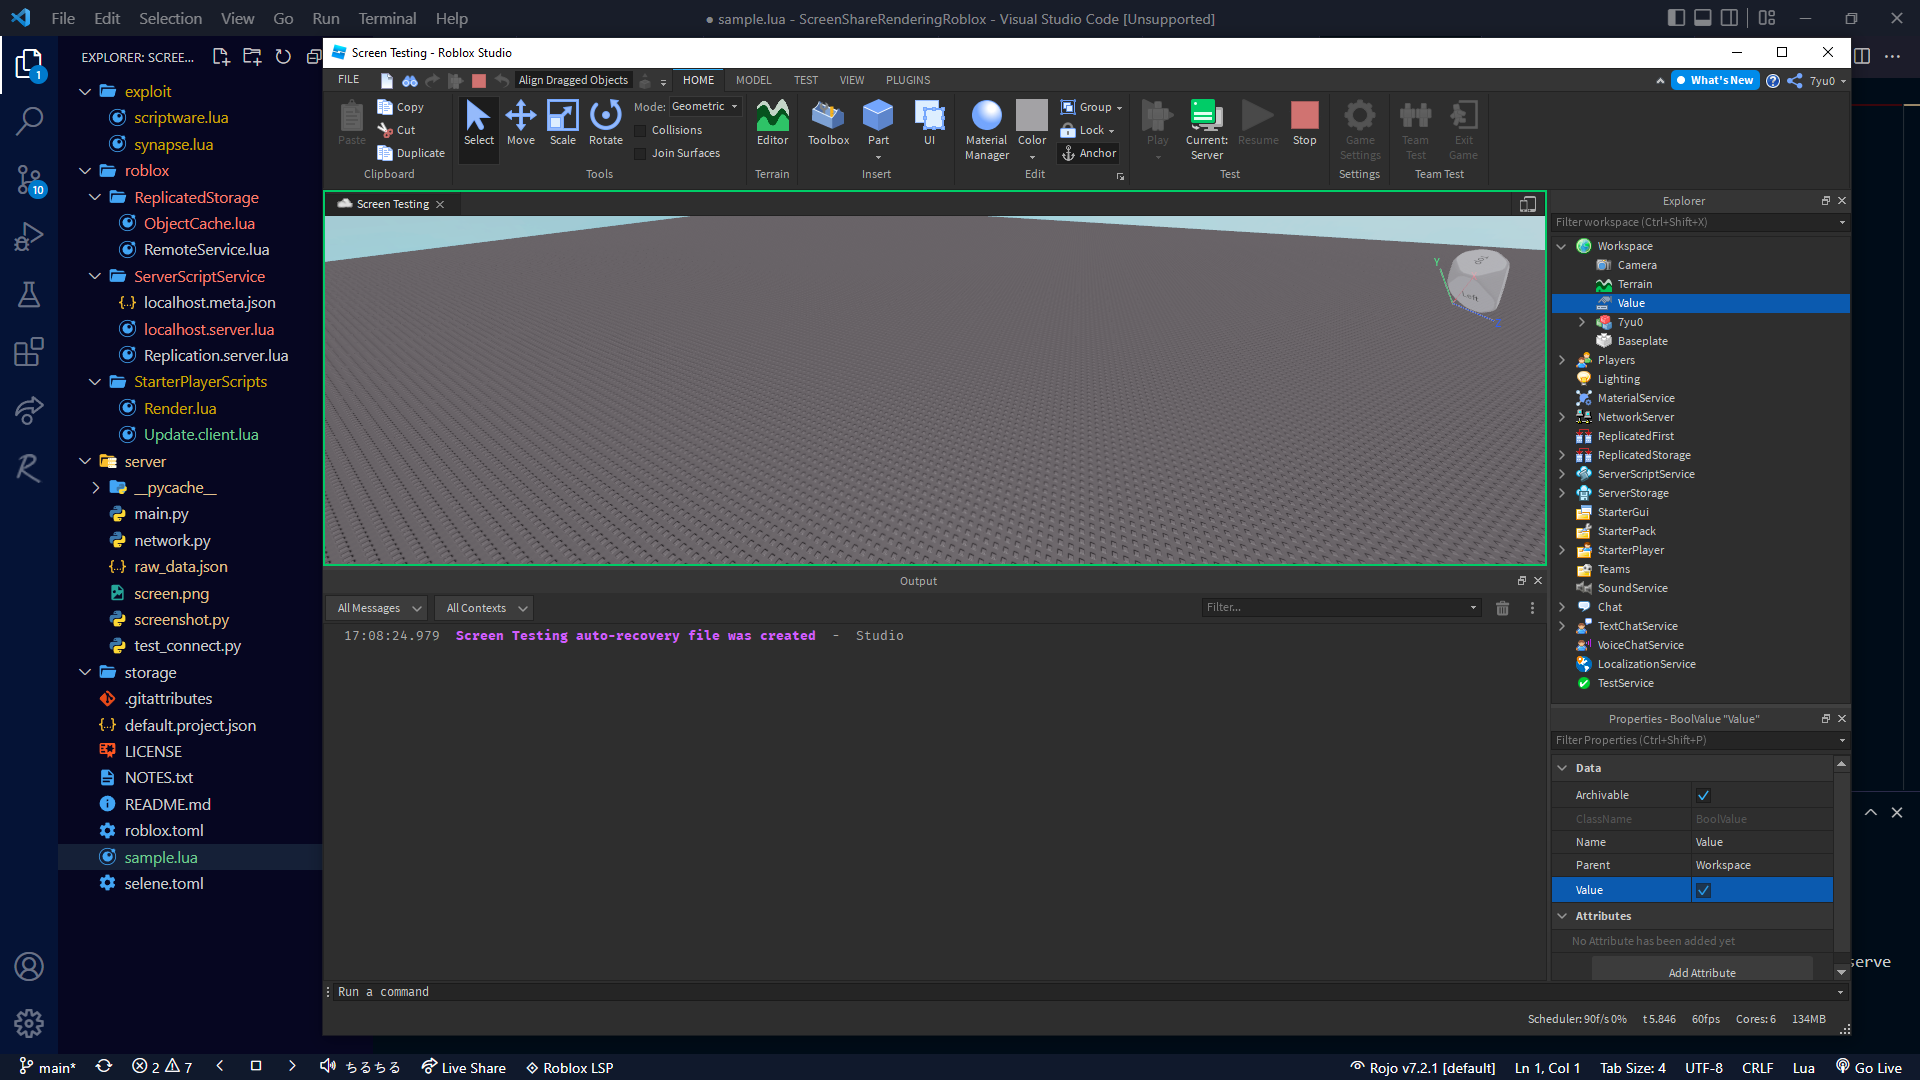 File Edit Selection View Go Run Terminal Help
● sample.lua - ScreenShareRenderingRoblox - Visual Studio Code [Unsupported]
EXPLORER: SCREE...
1
10
exploit
scriptware.lua
synapse.lua
roblox
ReplicatedStorage
ObjectCache.lua
RemoteService.lua
ServerScriptService
localhost.meta.json
localhost.server.lua
Replication.server.lua
StarterPlayerScripts
Render.lua
Update.client.lua
server
__pycache__
main.py
network.py
raw_data.json
screen.png
screenshot.py
test_connect.py
storage
.gitattributes
default.project.json
LICENSE
NOTES.txt
README.md
roblox.toml
sample.lua
selene.toml
Screen Testing - Roblox Studio
FILE
Align Dragged Objects
HOME MODEL TEST VIEW PLUGINS
What's New
7yu0
Paste
Copy
Cut
Duplicate
Clipboard
Select Move Scale Rotate
Mode: Geometric
Collisions
Join Surfaces
Tools
Editor
Terrain
Toolbox Part UI
Insert
Material Manager
Color
Group
Lock
Anchor
Edit
Play
Current: Server
Resume
Stop
Test
Game Settings
Settings
Team Test
Exit Game
Team Test
Screen Testing
Y
Left
Output
All Messages
All Contexts
Filter...
17:08:24.979 Screen Testing auto-recovery file was created - Studio
Run a command
Explorer
Filter workspace (Ctrl+Shift+X)
Workspace
Camera
Terrain
Value
7yu0
Baseplate
Players
Lighting
MaterialService
NetworkServer
ReplicatedFirst
ReplicatedStorage
ServerScriptService
ServerStorage
StarterGui
StarterPack
StarterPlayer
Teams
SoundService
Chat
TextChatService
VoiceChatService
LocalizationService
TestService
Properties - BoolValue "Value"
Filter Properties (Ctrl+Shift+P)
Data
Archivable
ClassName BoolValue
Name Value
Parent Workspace
Value
Attributes
No Attribute has been added yet
Add Attribute
serve
Scheduler: 90f/s 0% t 5.846 60fps Cores: 6 134MB
main* 2 7 ちるちる Live Share Roblox LSP
Rojo v7.2.1 [default] Ln 1, Col 1 Tab Size: 4 UTF-8 CRLF Lua Go Live